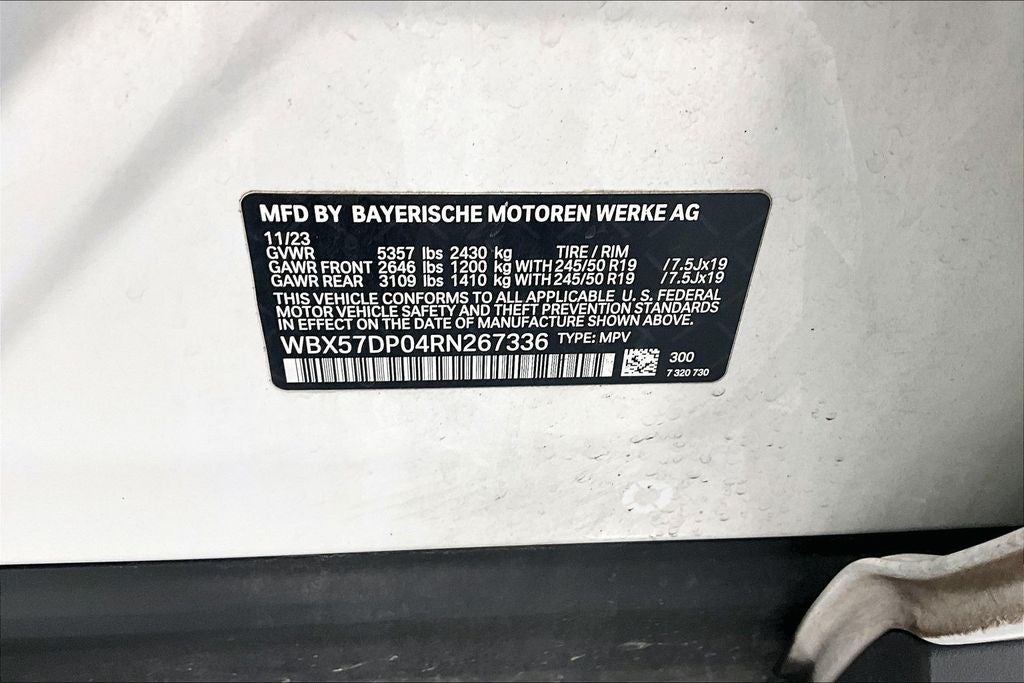 MFD BY BAYERISCHE MOTOREN WERKE AG
11/23
GVWR 5357 lbs 2430 kg TIRE / RIM
GAWR FRONT 2646 lbs 1200 kg WITH 245/50 R19 / 7.5Jx19
GAWR REAR 3109 lbs 1410 kg WITH 245/50 R19 / 7.5Jx19
THIS VEHICLE CONFORMS TO ALL APPLICABLE U. S. FEDERAL
MOTOR VEHICLE SAFETY AND THEFT PREVENTION STANDARDS
IN EFFECT ON THE DATE OF MANUFACTURE SHOWN ABOVE.
WBX57DP04RN267336 TYPE: MPV
300
7 320 730